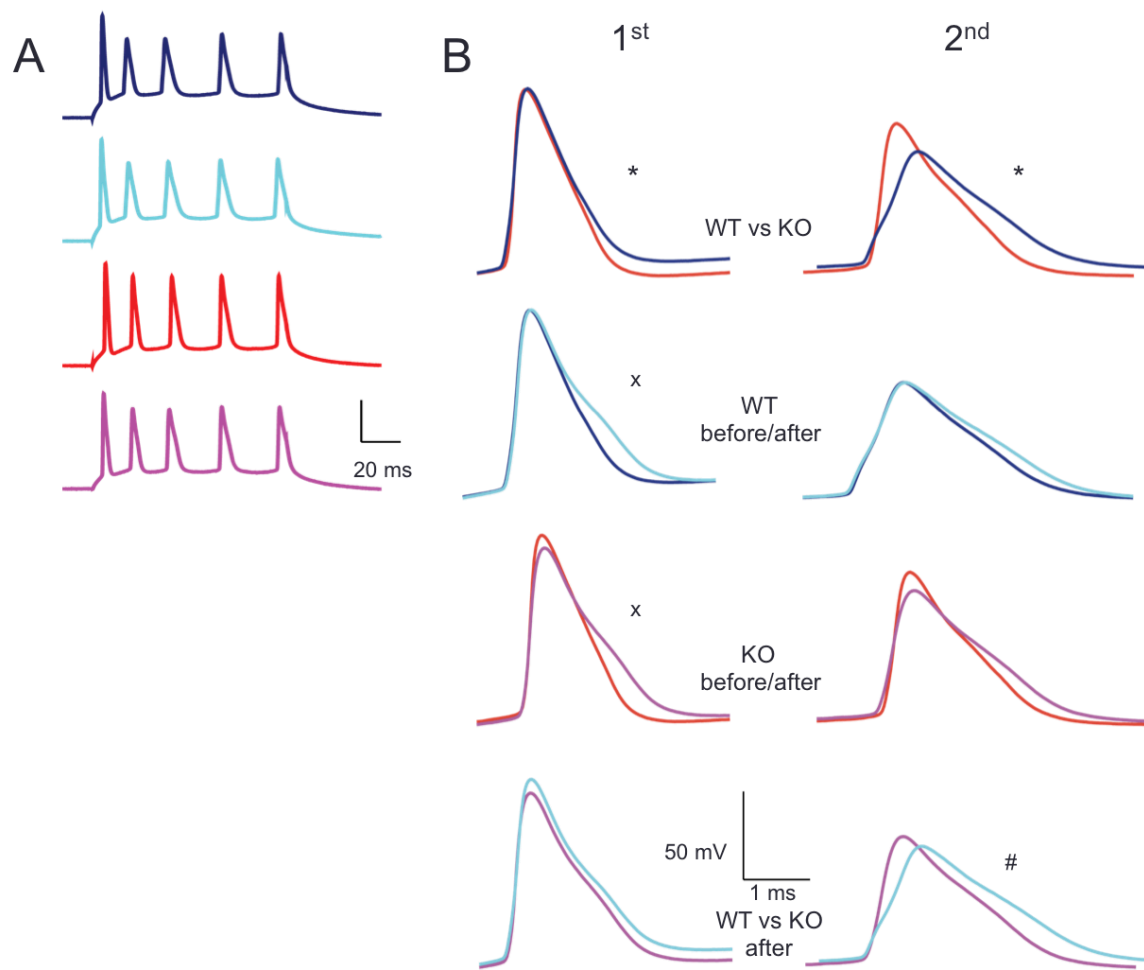 A
B
1st
2nd
*
*
WT vs KO
x
WT
before/after
20 ms
x
KO
before/after
50 mV
1 ms
#
WT vs KO
after